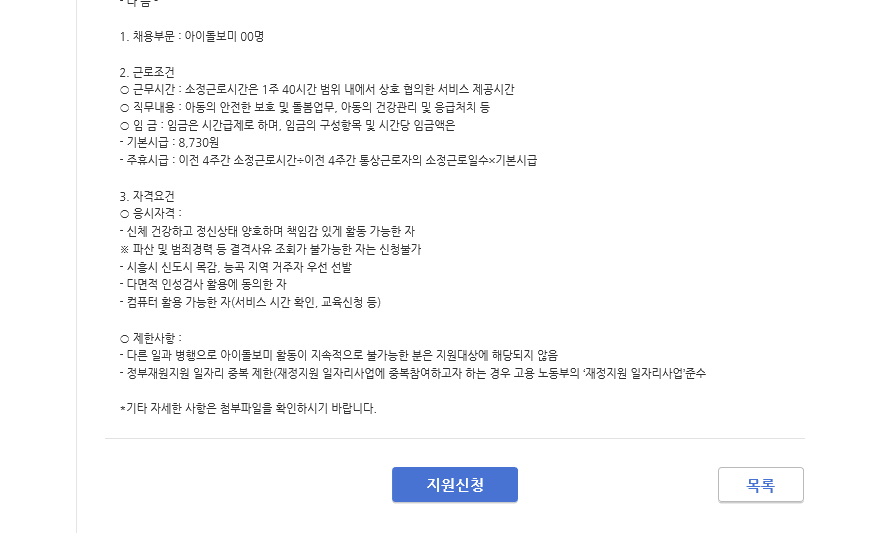 - 다 음 -
1. 채용부문 : 아이돌보미 00명
2. 근로조건
○ 근무시간 : 소정근로시간은 1주 40시간 범위 내에서 상호 협의한 서비스 제공시간
○ 직무내용 : 아동의 안전한 보호 및 돌봄업무, 아동의 건강관리 및 응급처치 등
○ 임 금 : 임금은 시간급제로 하며, 임금의 구성항목 및 시간당 임금액은
- 기본시급 : 8,730원
- 주휴시급 : 이전 4주간 소정근로시간÷이전 4주간 통상근로자의 소정근로일수×기본시급
3. 자격요건
○ 응시자격 :
- 신체 건강하고 정신상태 양호하며 책임감 있게 활동 가능한 자
※ 파산 및 범죄경력 등 결격사유 조회가 불가능한 자는 신청불가
- 시흥시 신도시 목감, 능곡 지역 거주자 우선 선발
- 다면적 인성검사 활용에 동의한 자
- 컴퓨터 활용 가능한 자(서비스 시간 확인, 교육신청 등)
○ 제한사항 :
- 다른 일과 병행으로 아이돌보미 활동이 지속적으로 불가능한 분은 지원대상에 해당되지 않음
- 정부재원지원 일자리 중복 제한(재정지원 일자리사업에 중복참여하고자 하는 경우 고용 노동부의 ‘재정지원 일자리사업’준수
*기타 자세한 사항은 첨부파일을 확인하시기 바랍니다.
지원신청
목록